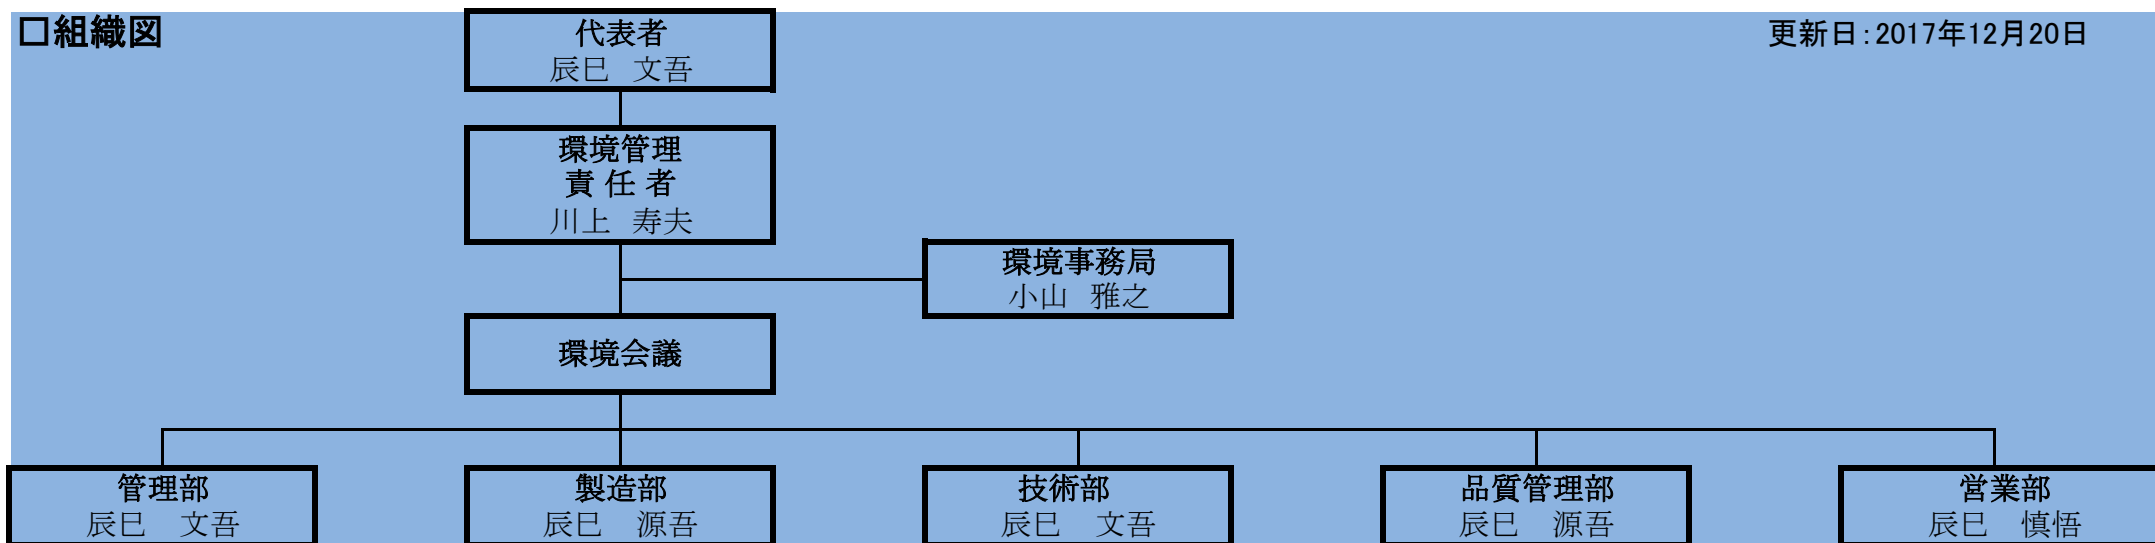 □組織図
更新日：2017年12月20日
代表者
辰巳 文吾
環境管理
責 任 者
川上 寿夫
環境事務局
小山 雅之
環境会議
管理部
辰巳 文吾
製造部
辰巳 源吾
技術部
辰巳 文吾
品質管理部
辰巳 源吾
営業部
辰巳 慎悟